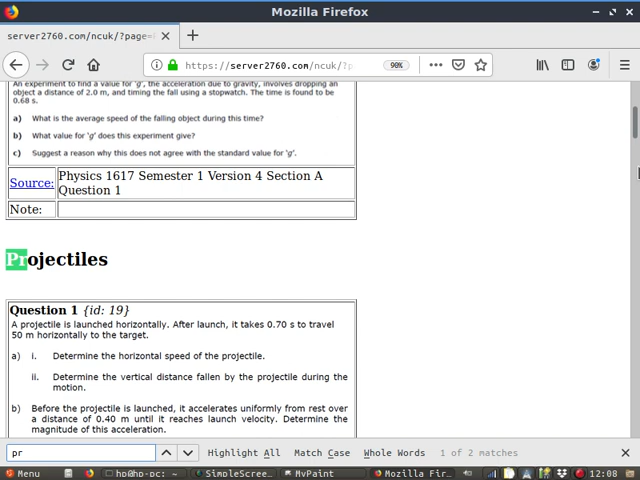 Mozilla Firefox
server2760.com/ncuk/?page=
https://server2760.com/ncuk/?p
90%
An experiment to find a value for 'g', the acceleration due to gravity, involves dropping an
object a distance of 2.0 m, and timing the fall using a stopwatch. The time is found to be
0.68 s.
a) What is the average speed of the falling object during this time?
b) What value for 'g' does this experiment give?
c) Suggest a reason why this does not agree with the standard value for 'g'.
Source: Physics 1617 Semester 1 Version 4 Section A
Question 1
Note:
Projectiles
Question 1 {id: 19}
A projectile is launched horizontally. After launch, it takes 0.70 s to travel
50 m horizontally to the target.
a) i. Determine the horizontal speed of the projectile.
ii. Determine the vertical distance fallen by the projectile during the
motion.
b) Before the projectile is launched, it accelerates uniformly from rest over
a distance of 0.40 m until it reaches launch velocity. Determine the
magnitude of this acceleration.
pr Highlight All Match Case Whole Words 1 of 2 matches
Menu hp@hp-pc: ~ SimpleScree... MvPaint Mozilla Fir... 12:08